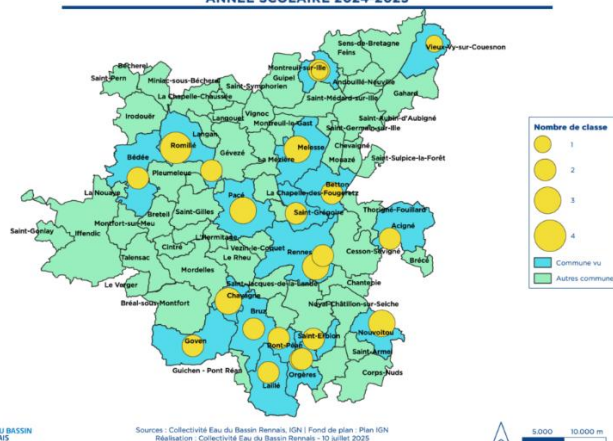 ANNÉE SCOLAIRE 2024-2025
Sens-de-Bretagne
Feins
Vieux-Vy-sur-Couesnon
Bécherel
Montreuil-sur-Ille
Saint-Pern
Miniac-sous-Bécherel
Guipel
Andouillé-Neuville
Saint-Symphorien
Gahard
La Chapelle-Chaussée
Saint-Médard-sur-Ille
Irodouër
Langouet
Vignoc
Saint-Aubin-d'Aubigné
Montreuil-le-Gast
Saint-Germain-sur-Ille
Langan
Romillé
Gévezé
Melesse
Chevaigné
Bédée
La Mézière
Mouazé
Saint-Sulpice-la-Forêt
Pleumeleuc
La Nouaye
Pacé
La Chapelle-des-Fougeretz
Betton
Breteil
Saint-Gilles
Saint-Grégoire
Thorigné-Fouillard
Montfort-sur-Meu
Acigné
Saint-Gonlay
Iffendic
L'Hermitage
Cintré
Vezin-le-Coquet
Rennes
Cesson-Sévigné
Talensac
Le Rheu
Brécé
Mordelles
Le Verger
Saint-Jacques-de-la-Lande
Chantepie
Chavagne
Bréal-sous-Montfort
Noyal-Châtillon-sur-Seiche
Bruz
Nouvoitou
Goven
Saint-Erblon
Pont-Péan
Saint-Armel
Guichen - Pont Réan
Orgères
Laillé
Corps-Nuds
Nombre de classe
1
2
3
4
Commune vu
Autres commune
U BASSIN
AIS
Sources : Collectivité Eau du Bassin Rennais, IGN | Fond de plan : Plan IGN
Réalisation : Collectivité Eau du Bassin Rennais - 10 juillet 2025
5.000 10.000 m